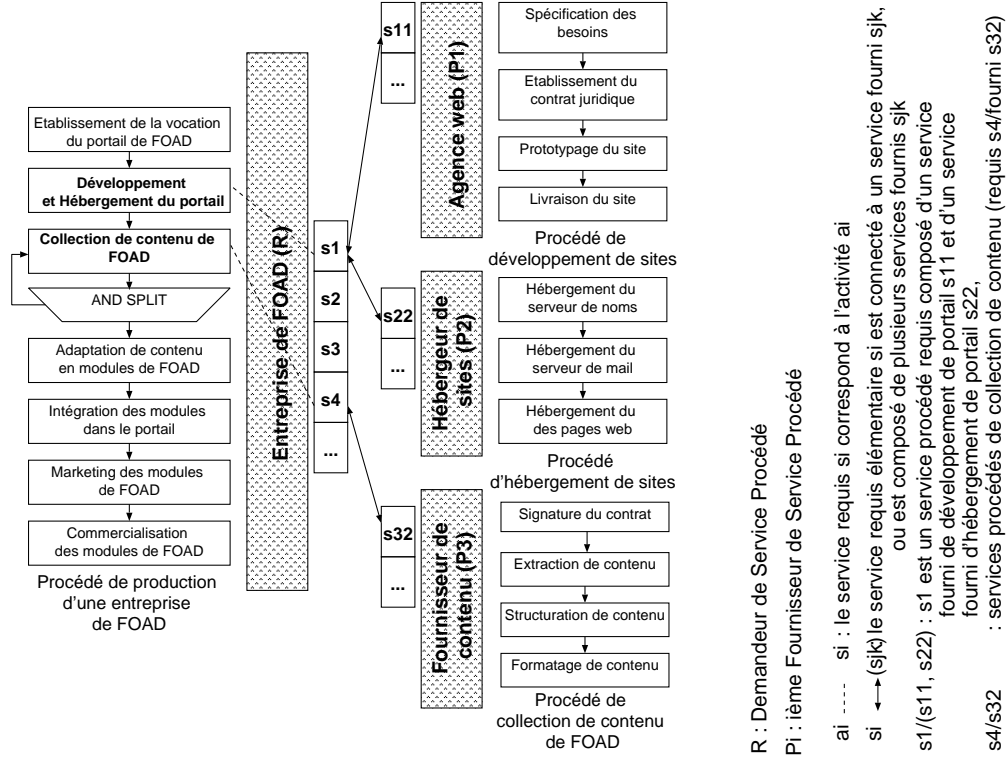 Etablissement de la vocation
du portail de FOAD
Développement
et Hébergement du portail
Collection de contenu de
FOAD
AND SPLIT
Adaptation de contenu
en modules de FOAD
Intégration des modules
dans le portail
Marketing des modules
de FOAD
Commercialisation
des modules de FOAD
Procédé de production
d'une entreprise
de FOAD
Entreprise de FOAD (R)
s1
s2
s3
s4
...
s11
...
Agence web (P1)
Spécification des
besoins
Etablissement du
contrat juridique
Prototypage du site
Livraison du site
Procédé de
développement de sites
s22
...
Hébergeur de
sites (P2)
Hébergement du
serveur de noms
Hébergement du
serveur de mail
Hébergement
des pages web
Procédé
d'hébergement de sites
s32
...
Fournisseur de
contenu (P3)
Signature du contrat
Extraction de contenu
Structuration de contenu
Formatage de contenu
Procédé de
collection de contenu
de FOAD
R : Demandeur de Service Procédé
Pi : ième Fournisseur de Service Procédé
ai ---- si : le service requis si correspond à l'activité ai
si (sjk) le service requis élémentaire si est connecté à un service fourni sjk,
ou est composé de plusieurs services fournis sjk
s1/(s11, s22) : s1 est un service procédé requis composé d'un service
fourni de développement de portail s11 et d'un service
fourni d'hébergement de portail s22,
s4/s32 : services procédés de collection de contenu (requis s4/fourni s32)